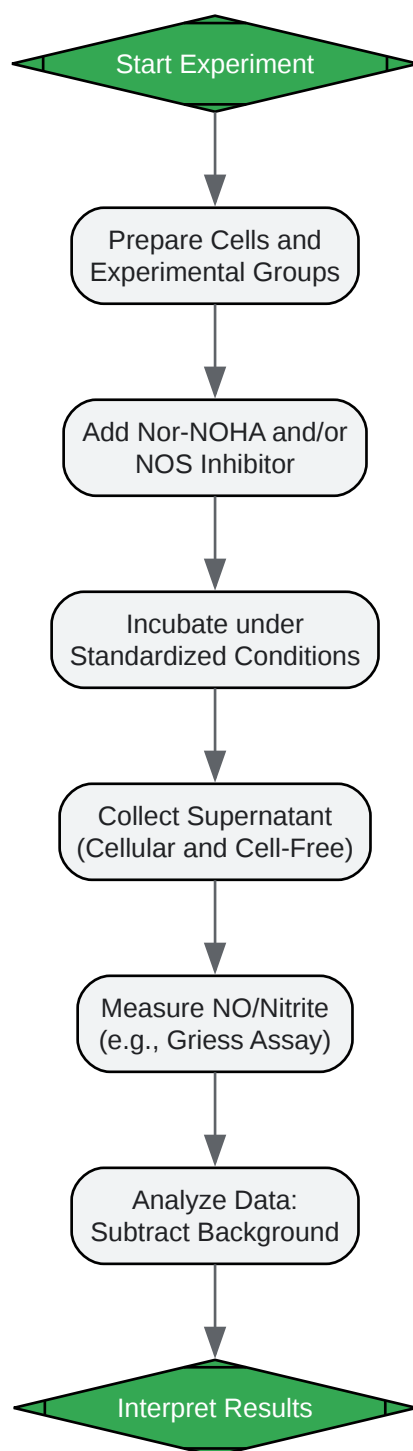 Start Experiment
Prepare Cells and
Experimental Groups
Add Nor-NOHA and/or
NOS Inhibitor
Incubate under
Standardized Conditions
Collect Supernatant
(Cellular and Cell-Free)
Measure NO/Nitrite
(e.g., Griess Assay)
Analyze Data:
Subtract Background
Interpret Results